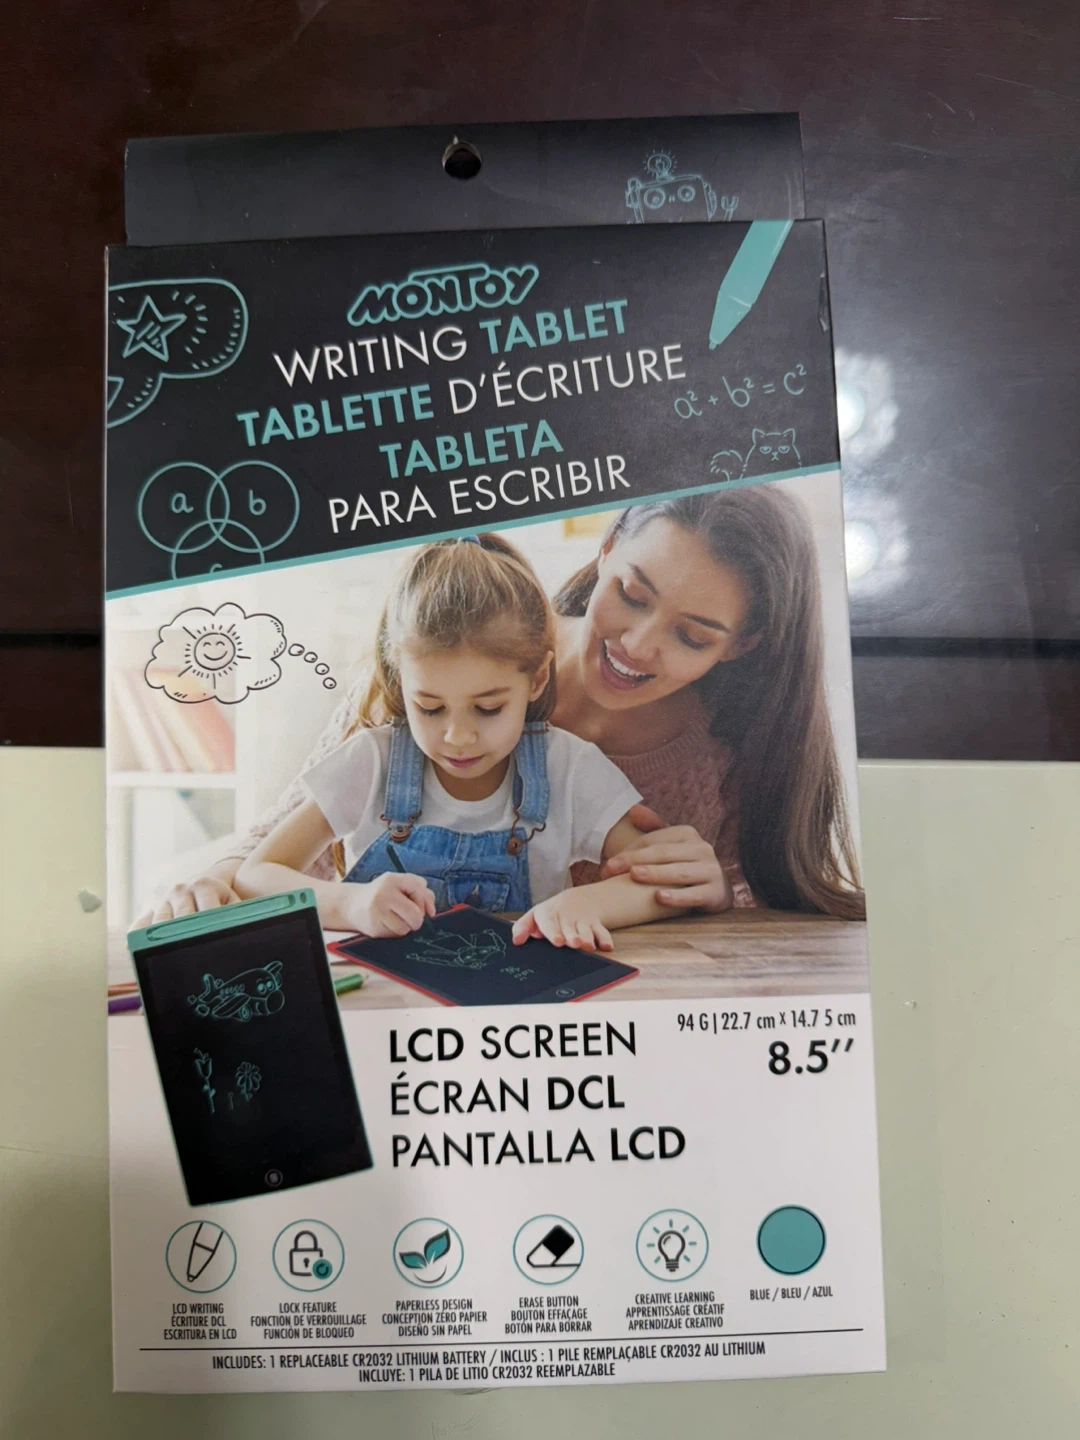 MONTOY
WRITING TABLET
TABLETTE D'ÉCRITURE
TABLETA
PARA ESCRIBIR
a² + b² = c²
a b
c
LCD SCREEN
ÉCRAN DCL
PANTALLA LCD
94 G | 22.7 cm x 14.7 5 cm
8.5’’
LCD WRITING
ÉCRITURE DCL
ESCRITURA EN LCD
LOCK FEATURE
FONCTION DE VERROUILLAGE
FUNCIÓN DE BLOQUEO
PAPERLESS DESIGN
CONCEPTION ZÉRO PAPIER
DISEÑO SIN PAPEL
ERASE BUTTON
BOUTON EFFAÇAGE
BOTÓN PARA BORRAR
CREATIVE LEARNING
APPRENTISSAGE CRÉATIF
APRENDIZAJE CREATIVO
BLUE / BLEU / AZUL
INCLUDES: 1 REPLACEABLE CR2032 LITHIUM BATTERY / INCLUS : 1 PILE REMPLAÇABLE CR2032 AU LITHIUM
INCLUYE: 1 PILA DE LITIO CR2032 REEMPLAZABLE